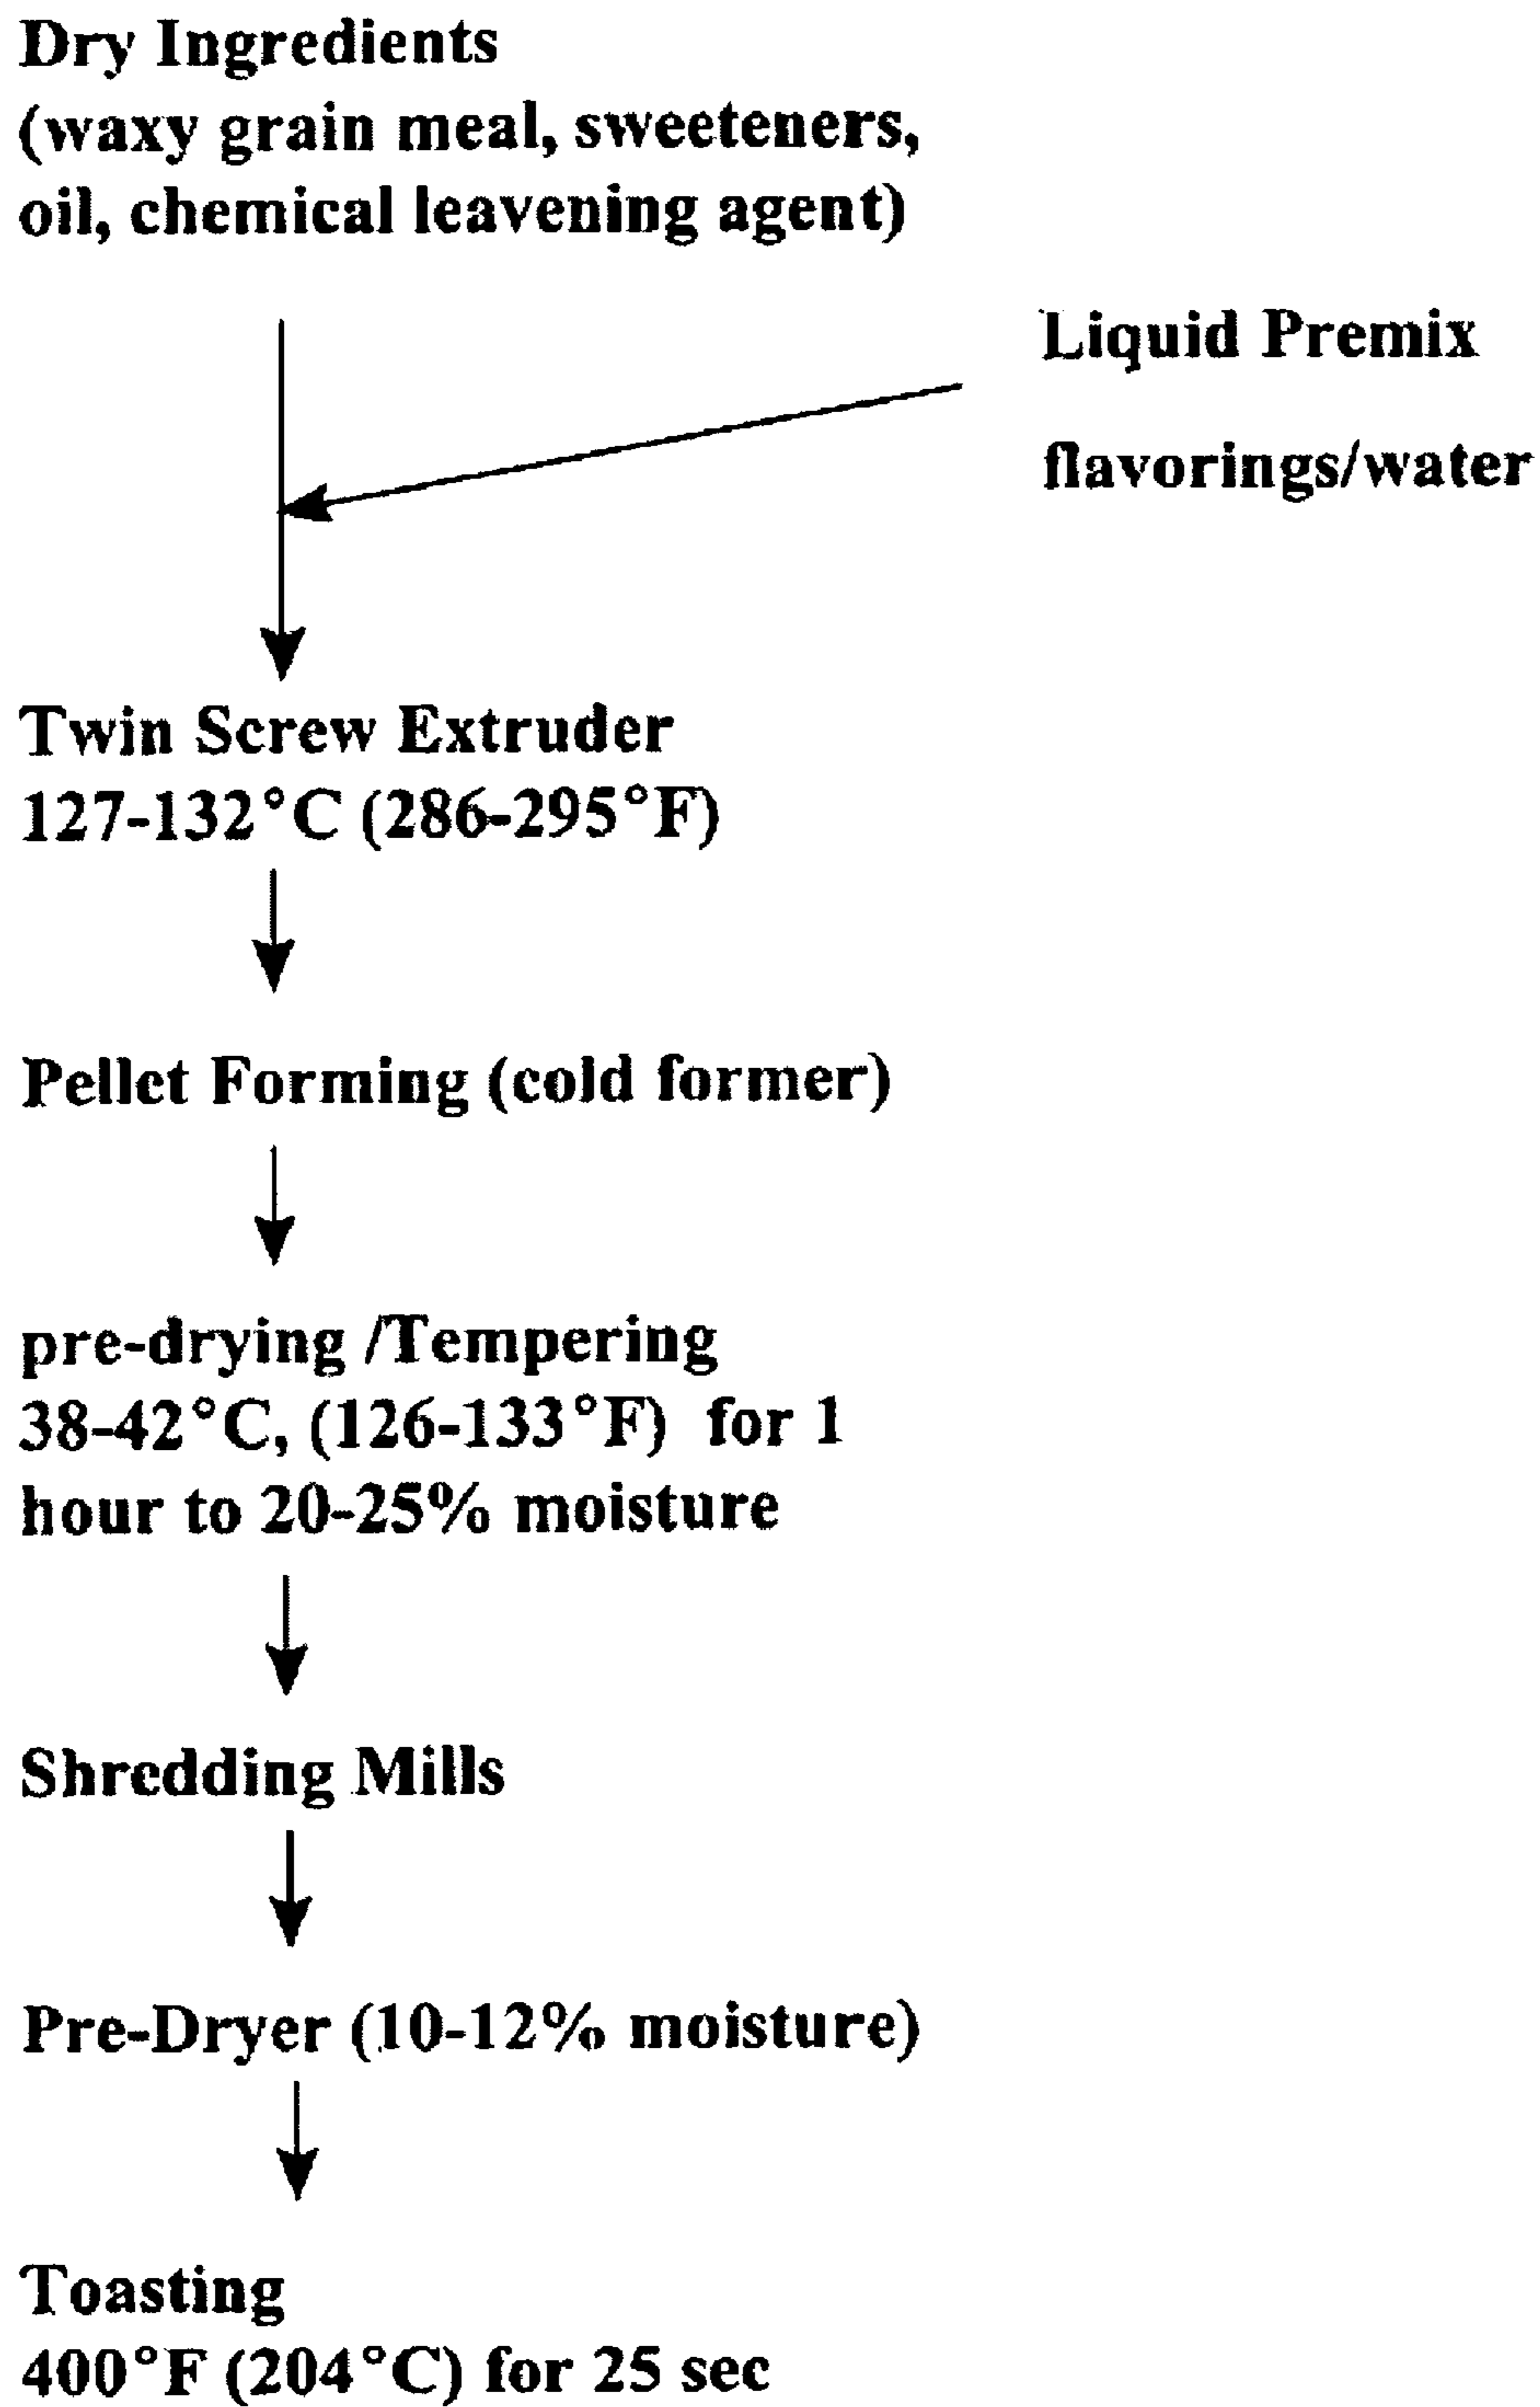 Dry Ingredients
(waxy grain meal, sweeteners,
oil, chemical leavening agent)
Liquid Premix
flavorings/water
Twin Screw Extruder
127-132°C (286-295°F)
Pellet Forming (cold former)
pre-drying /Tempering
38-42°C, (126-133°F) for 1
hour to 20-25% moisture
Shredding Mills
Pre-Dryer (10-12% moisture)
Toasting
400°F (204°C) for 25 sec